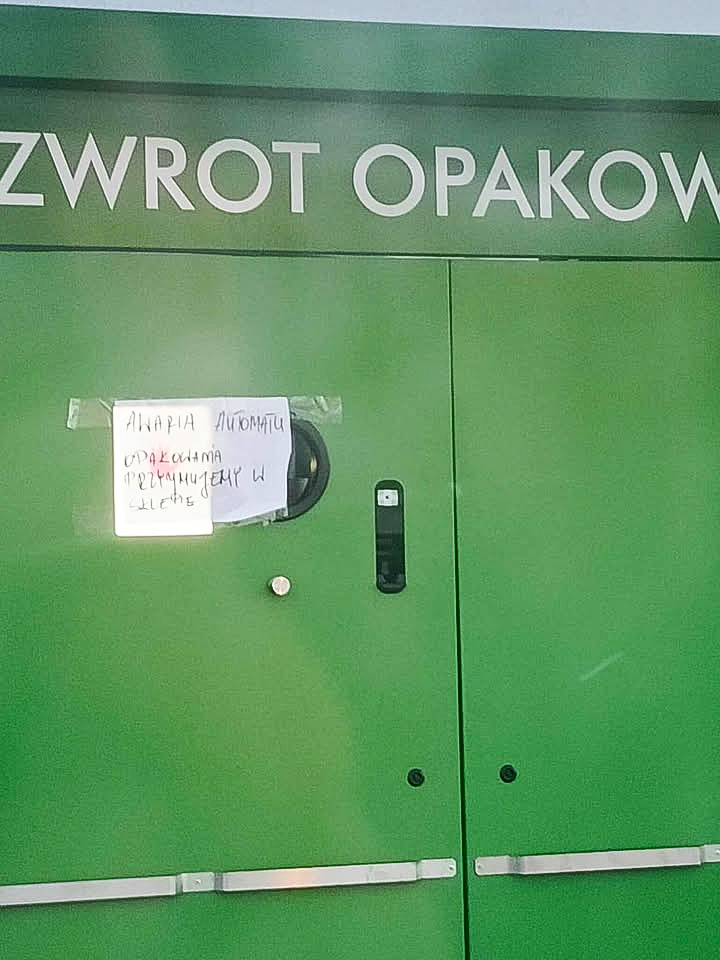 ZWROT OPAKOW
AWARIA AUTOMATU
OPAKOWANIA
PRZYJMUJEMY W
SKLEPIE